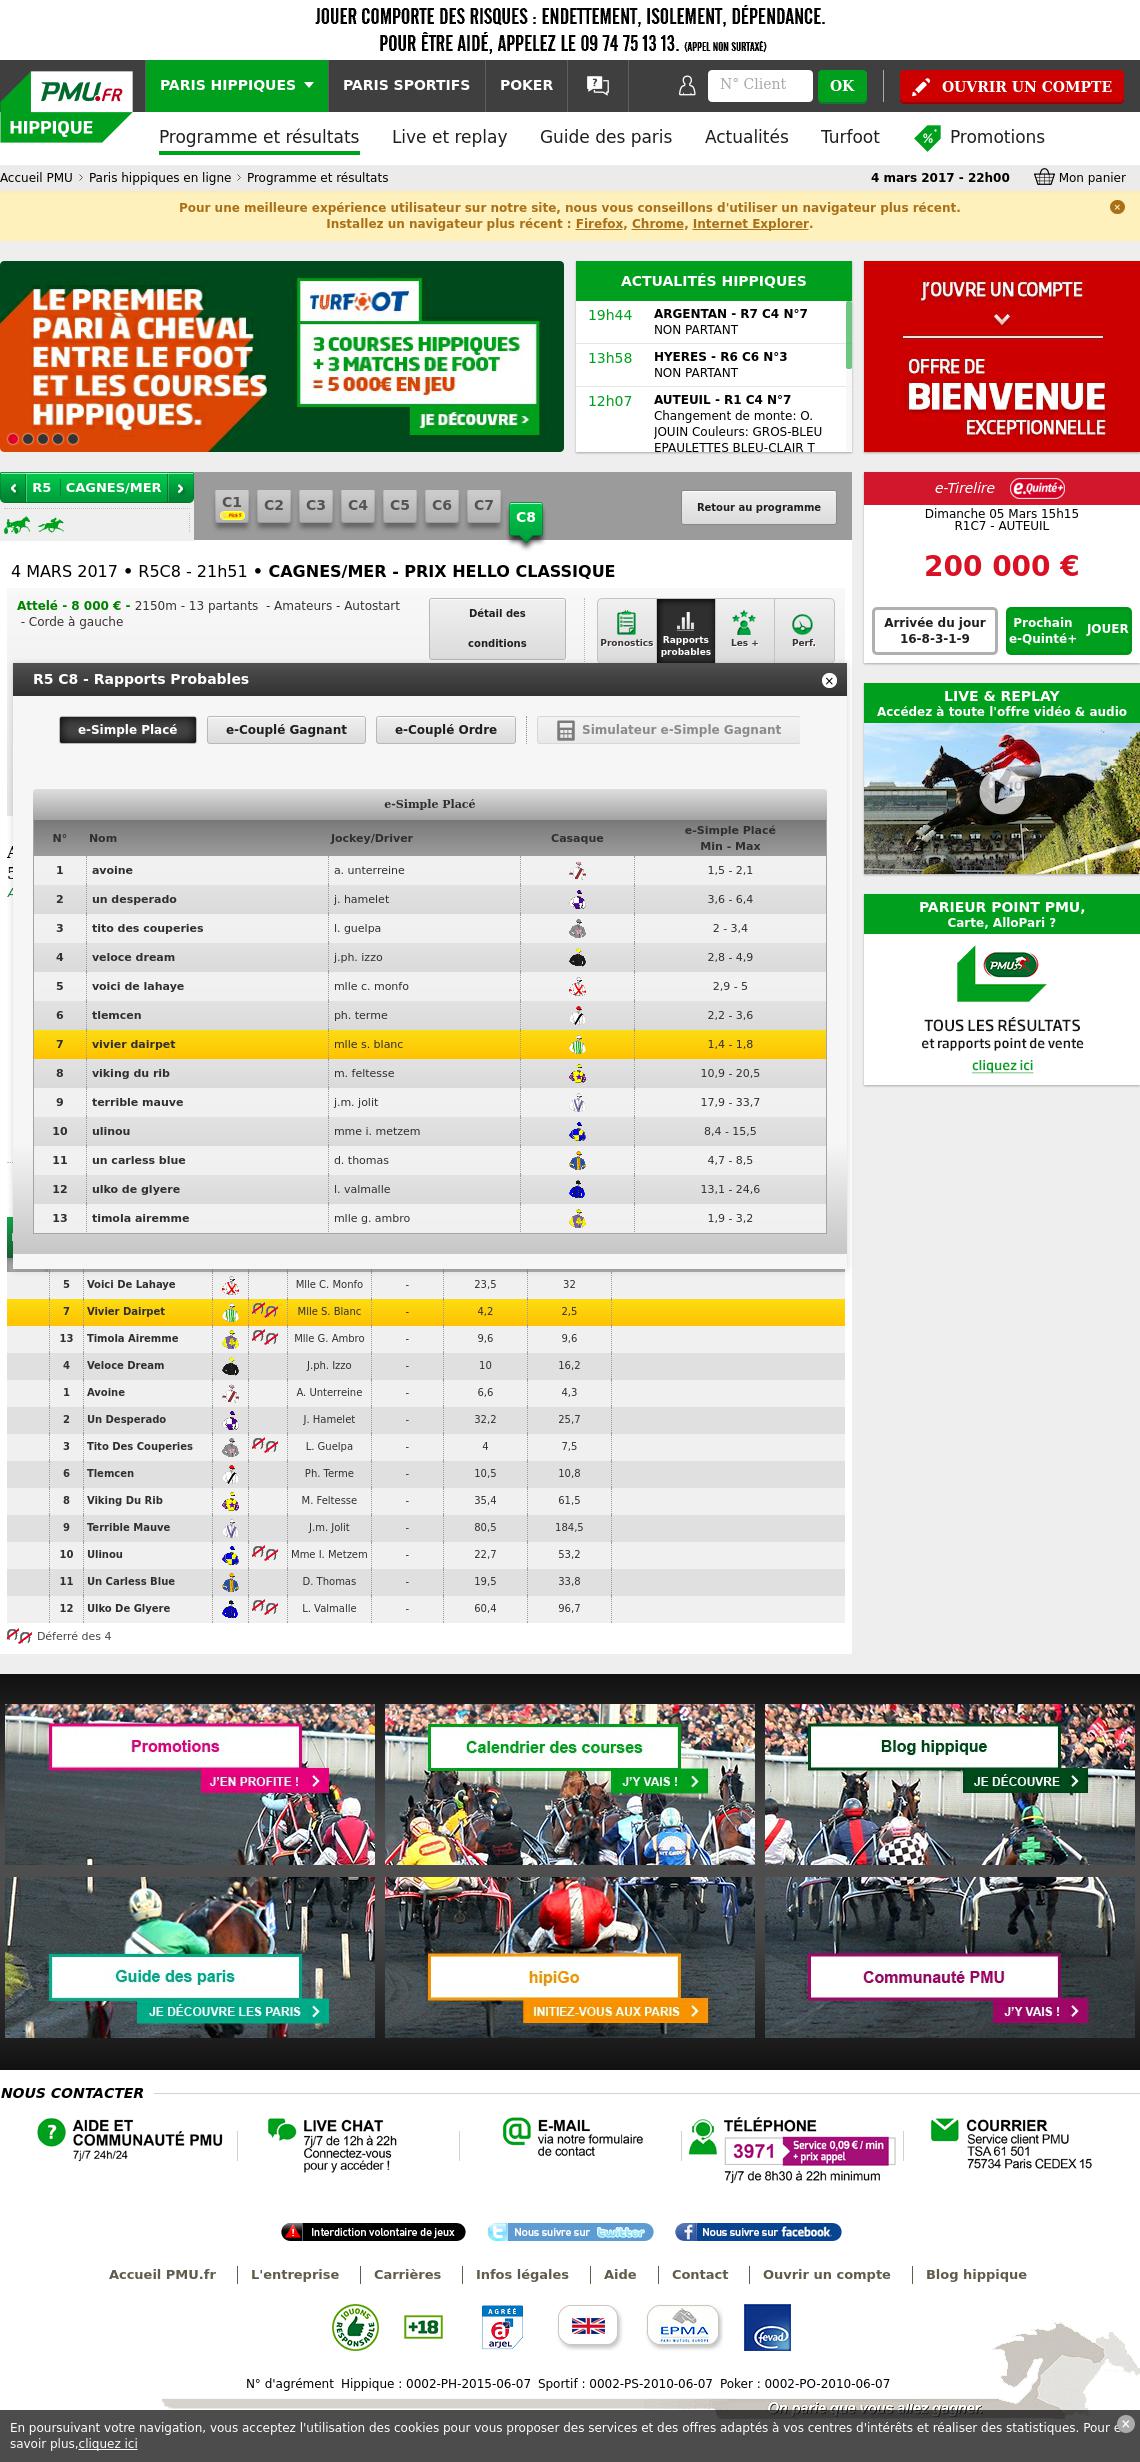 JOUER COMPORTE DES RISQUES : ENDETTEMENT, ISOLEMENT, DÉPENDANCE.
POUR ÊTRE AIDÉ, APPELEZ LE 09 74 75 13 13. (APPEL NON SURTAXÉ)
PMU.FR
HIPPIQUE
PARIS HIPPIQUES PARIS SPORTIFS POKER N° Client OK OUVRIR UN COMPTE
Programme et résultats Live et replay Guide des paris Actualités Turfoot Promotions
Accueil PMU > Paris hippiques en ligne > Programme et résultats 4 mars 2017 - 22h00 Mon panier
Pour une meilleure expérience utilisateur sur notre site, nous vous conseillons d'utiliser un navigateur plus récent.
Installez un navigateur plus récent : Firefox, Chrome, Internet Explorer.
LE PREMIER
PARI À CHEVAL
ENTRE LE FOOT
ET LES COURSES
HIPPIQUES.
TURFOOT
3 COURSES HIPPIQUES
+ 3 MATCHS DE FOOT
= 5 000€ EN JEU
JE DÉCOUVRE >
ACTUALITÉS HIPPIQUES
19h44 ARGENTAN - R7 C4 N°7
NON PARTANT
13h58 HYERES - R6 C6 N°3
NON PARTANT
12h07 AUTEUIL - R1 C4 N°7
Changement de monte: O.
JOUIN Couleurs: GROS-BLEU
EPAULETTES BLEU-CLAIR T
J'OUVRE UN COMPTE
OFFRE DE
BIENVENUE
EXCEPTIONNELLE
R5 CAGNES/MER
C1 C2 C3 C4 C5 C6 C7 C8
Retour au programme
4 MARS 2017 • R5C8 - 21h51 • CAGNES/MER - PRIX HELLO CLASSIQUE
Attelé - 8 000 € - 2150m - 13 partants - Amateurs - Autostart
- Corde à gauche
Détail des
conditions
Pronostics
Rapports
probables
Les +
Perf.
R5 C8 - Rapports Probables
e-Simple Placé e-Couplé Gagnant e-Couplé Ordre Simulateur e-Simple Gagnant
e-Simple Placé
N° Nom Jockey/Driver Casaque e-Simple Placé
Min - Max
1 avoine a. unterreine 1,5 - 2,1
2 un desperado j. hamelet 3,6 - 6,4
3 tito des couperies l. guelpa 2 - 3,4
4 veloce dream j.ph. izzo 2,8 - 4,9
5 voici de lahaye mlle c. monfo 2,9 - 5
6 tlemcen ph. terme 2,2 - 3,6
7 vivier dairpet mlle s. blanc 1,4 - 1,8
8 viking du rib m. feltesse 10,9 - 20,5
9 terrible mauve j.m. jolit 17,9 - 33,7
10 ulinou mme i. metzem 8,4 - 15,5
11 un carless blue d. thomas 4,7 - 8,5
12 ulko de glyere l. valmalle 13,1 - 24,6
13 timola airemme mlle g. ambro 1,9 - 3,2
5 Voici De Lahaye Mlle C. Monfo - 23,5 32
7 Vivier Dairpet Mlle S. Blanc - 4,2 2,5
13 Timola Airemme Mlle G. Ambro - 9,6 9,6
4 Veloce Dream J.ph. Izzo - 10 16,2
1 Avoine A. Unterreine - 6,6 4,3
2 Un Desperado J. Hamelet - 32,2 25,7
3 Tito Des Couperies L. Guelpa - 4 7,5
6 Tlemcen Ph. Terme - 10,5 10,8
8 Viking Du Rib M. Feltesse - 35,4 61,5
9 Terrible Mauve J.m. Jolit - 80,5 184,5
10 Ulinou Mme I. Metzem - 22,7 53,2
11 Un Carless Blue D. Thomas - 19,5 33,8
12 Ulko De Glyere L. Valmalle - 60,4 96,7
Déferré des 4
e-Tirelire e.Quinté+
Dimanche 05 Mars 15h15
R1C7 - AUTEUIL
200 000 €
Arrivée du jour
16-8-3-1-9
Prochain
e-Quinté+
JOUER
LIVE & REPLAY
Accédez à toute l'offre vidéo & audio
PARIEUR POINT PMU,
Carte, AlloPari ?
PMU
TOUS LES RÉSULTATS
et rapports point de vente
cliquez ici
Promotions
J'EN PROFITE !
Calendrier des courses
J'Y VAIS !
Blog hippique
JE DÉCOUVRE
Guide des paris
JE DÉCOUVRE LES PARIS
hipiGo
INITIEZ-VOUS AUX PARIS
Communauté PMU
J'Y VAIS !
NOUS CONTACTER
AIDE ET
COMMUNAUTÉ PMU
7j/7 24h/24
LIVE CHAT
7j/7 de 12h à 22h
Connectez-vous
pour y accéder !
E-MAIL
via notre formulaire
de contact
TÉLÉPHONE
3971 Service 0,09 € / min
+ prix appel
7j/7 de 8h30 à 22h minimum
COURRIER
Service client PMU
TSA 61 501
75734 Paris CEDEX 15
Interdiction volontaire de jeux Nous suivre sur twitter Nous suivre sur facebook
Accueil PMU.fr L'entreprise Carrières Infos légales Aide Contact Ouvrir un compte Blog hippique
JOUONS
RESPONSABLE
+18
AGRÉÉ
arjel
EPMA
fevad
N° d'agrément Hippique : 0002-PH-2015-06-07 Sportif : 0002-PS-2010-06-07 Poker : 0002-PO-2010-06-07
On parie que vous allez gagner.
En poursuivant votre navigation, vous acceptez l'utilisation des cookies pour vous proposer des services et des offres adaptés à vos centres d'intérêts et réaliser des statistiques. Pour e
savoir plus,cliquez ici